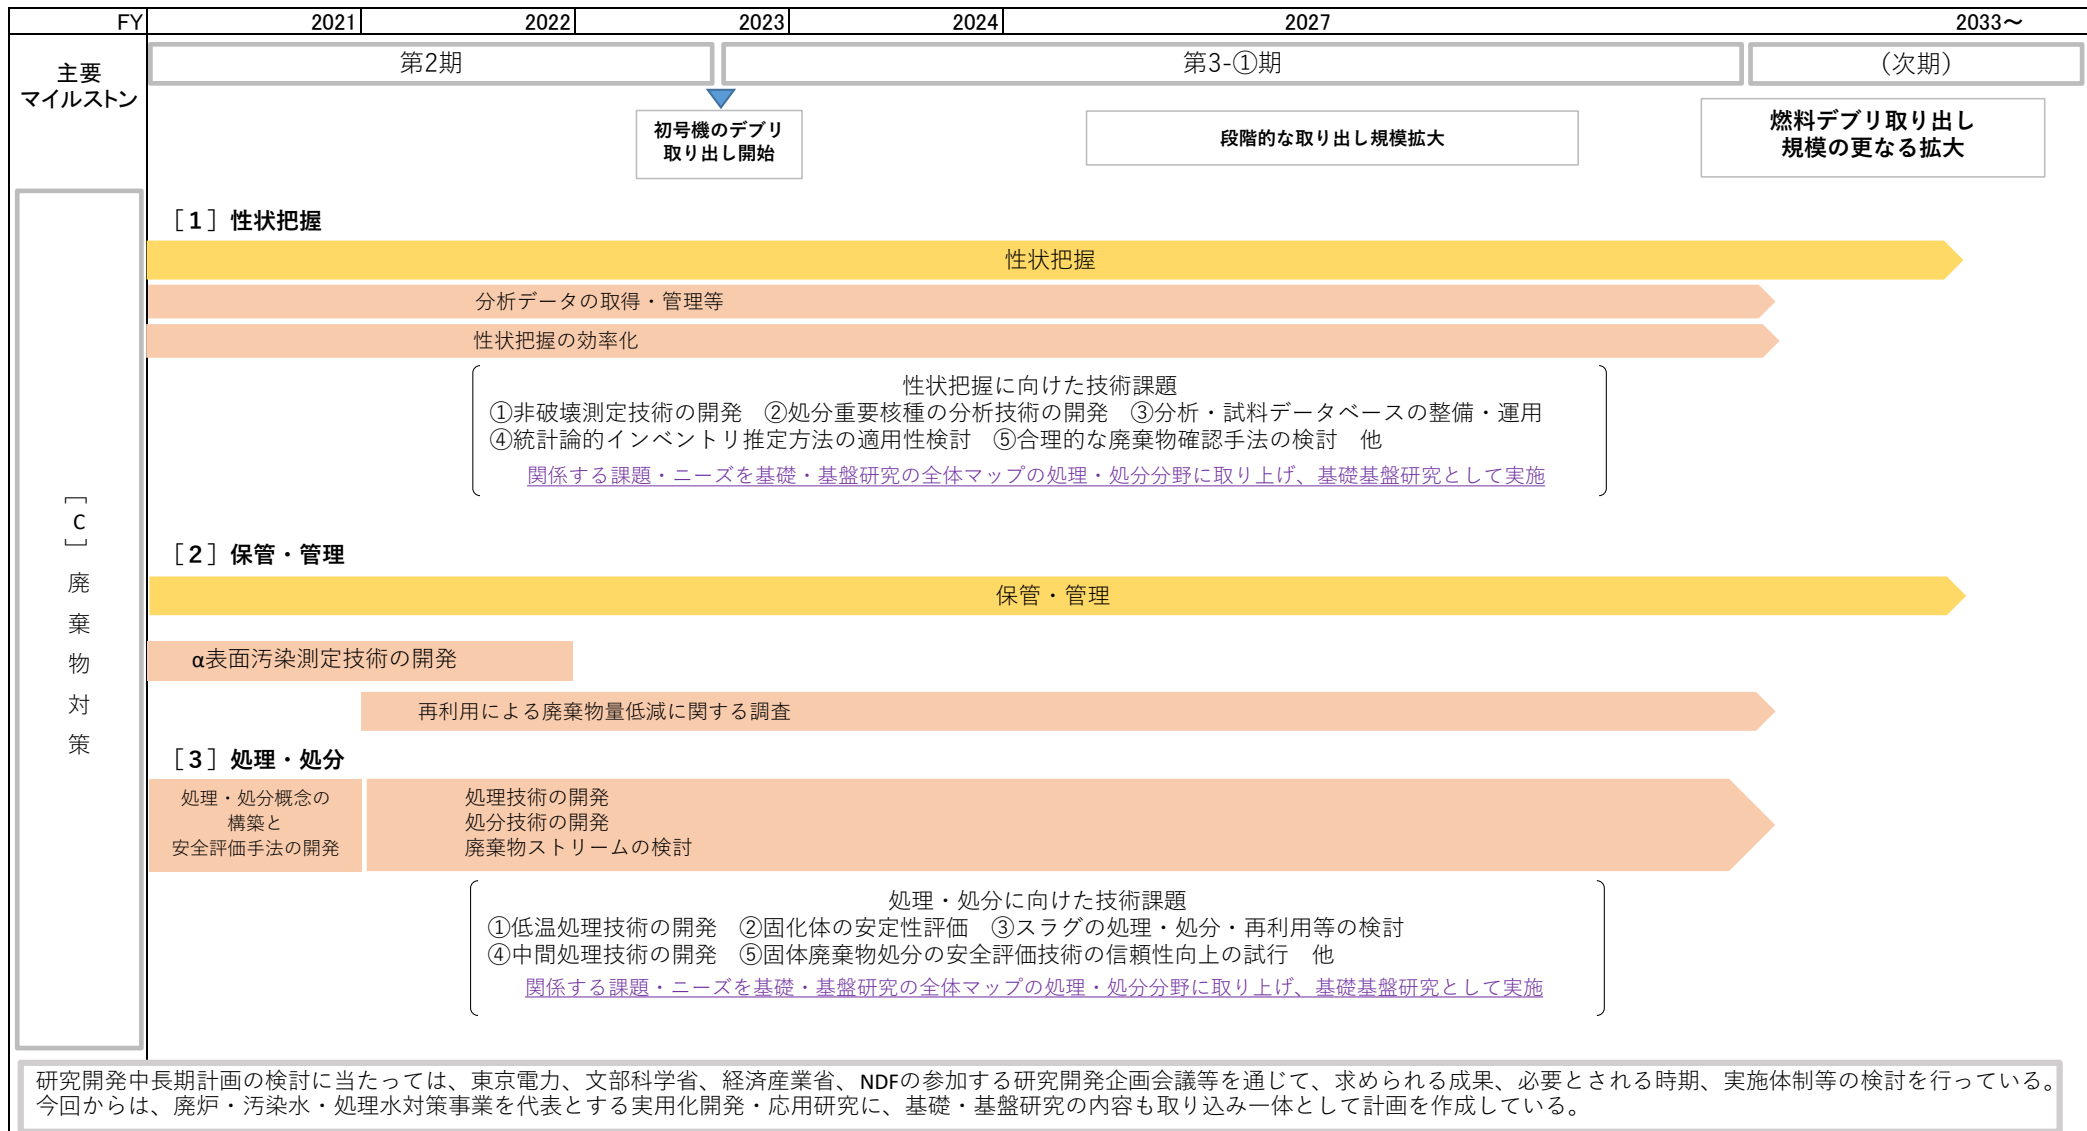 FY 2021 2022 2023 2024 2027 2033～
主要
マイルストン
第2期 第3-①期 (次期)
初号機のデブリ
取り出し開始
段階的な取り出し規模拡大
燃料デブリ取り出し
規模の更なる拡大
［C］廃棄物対策
［1］性状把握
性状把握
分析データの取得・管理等
性状把握の効率化
性状把握に向けた技術課題
①非破壊測定技術の開発　②処分重要核種の分析技術の開発　③分析・試料データベースの整備・運用
④統計論的インベントリ推定方法の適用性検討　⑤合理的な廃棄物確認手法の検討　他
関係する課題・ニーズを基礎・基盤研究の全体マップの処理・処分分野に取り上げ、基礎基盤研究として実施
［2］保管・管理
保管・管理
α表面汚染測定技術の開発
再利用による廃棄物量低減に関する調査
［3］処理・処分
処理・処分概念の
構築と
安全評価手法の開発
処理技術の開発
処分技術の開発
廃棄物ストリームの検討
処理・処分に向けた技術課題
①低温処理技術の開発　②固化体の安定性評価　③スラグの処理・処分・再利用等の検討
④中間処理技術の開発　⑤固体廃棄物処分の安全評価技術の信頼性向上の試行　他
関係する課題・ニーズを基礎・基盤研究の全体マップの処理・処分分野に取り上げ、基礎基盤研究として実施
研究開発中長期計画の検討に当たっては、東京電力、文部科学省、経済産業省、NDFの参加する研究開発企画会議等を通じて、求められる成果、必要とされる時期、実施体制等の検討を行っている。
今回からは、廃炉・汚染水・処理水対策事業を代表とする実用化開発・応用研究に、基礎・基盤研究の内容も取り込み一体として計画を作成している。